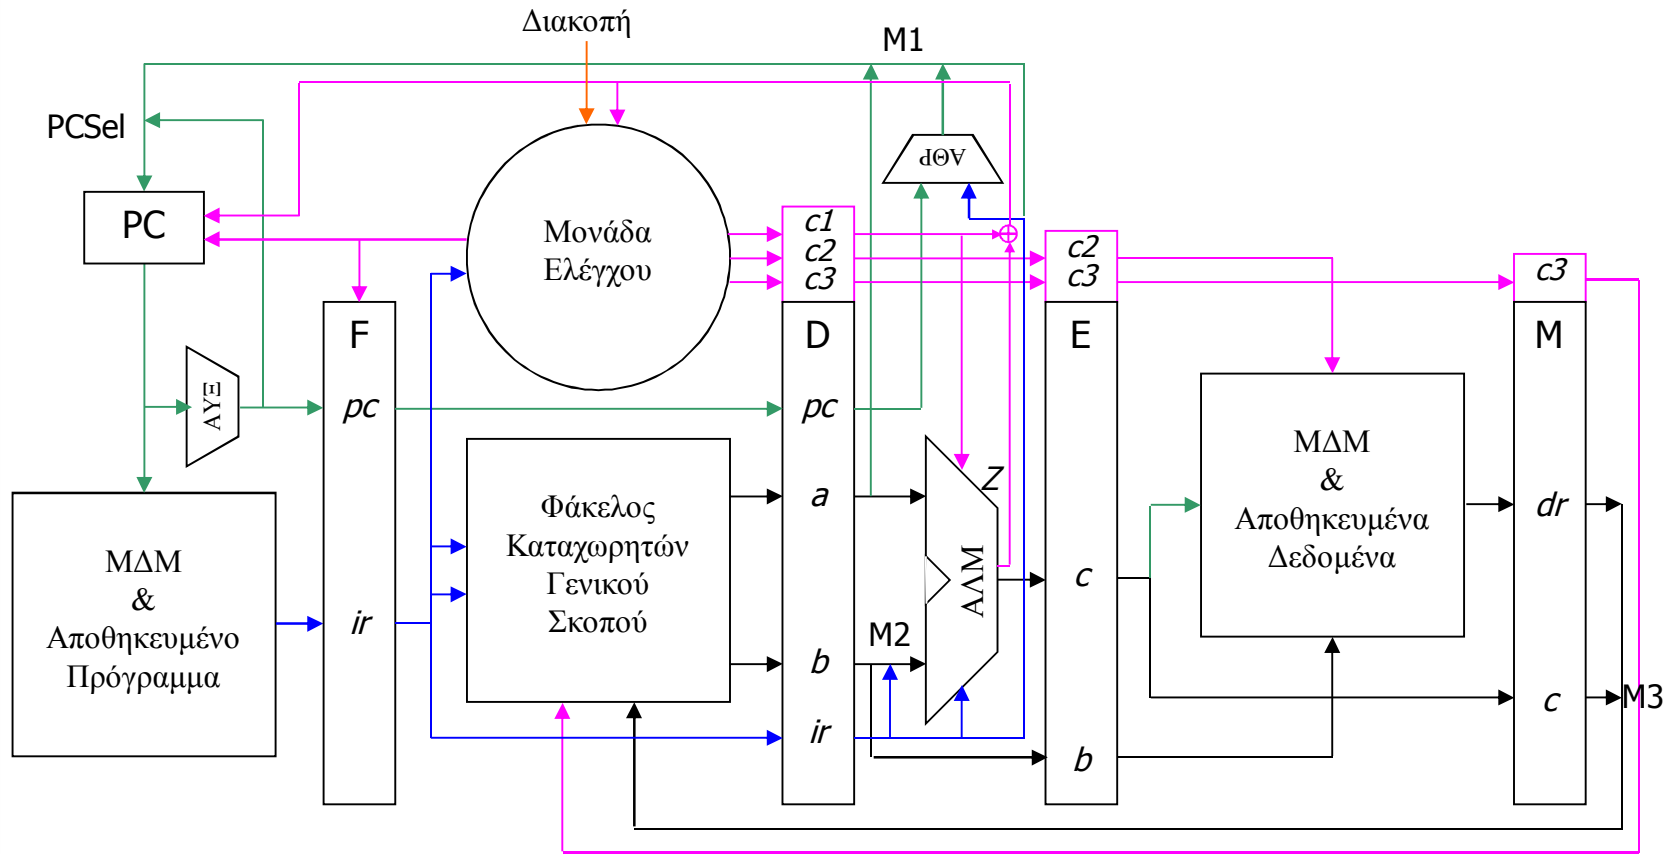 Διακοπή
M1
PCSel
PC
ΑΘΡ
Μονάδα
Ελέγχου
c1
c2
c3
c2
c3
c3
F
D
E
M
ΑΥΞ
pc
pc
ΜΔΜ
&
Αποθηκευμένα
Δεδομένα
Z
a
dr
Φάκελος
Καταχωρητών
Γενικού
Σκοπού
ΑΛΜ
c
ΜΔΜ
&
Αποθηκευμένο
Πρόγραμμα
ir
M2
b
c
M3
ir
b